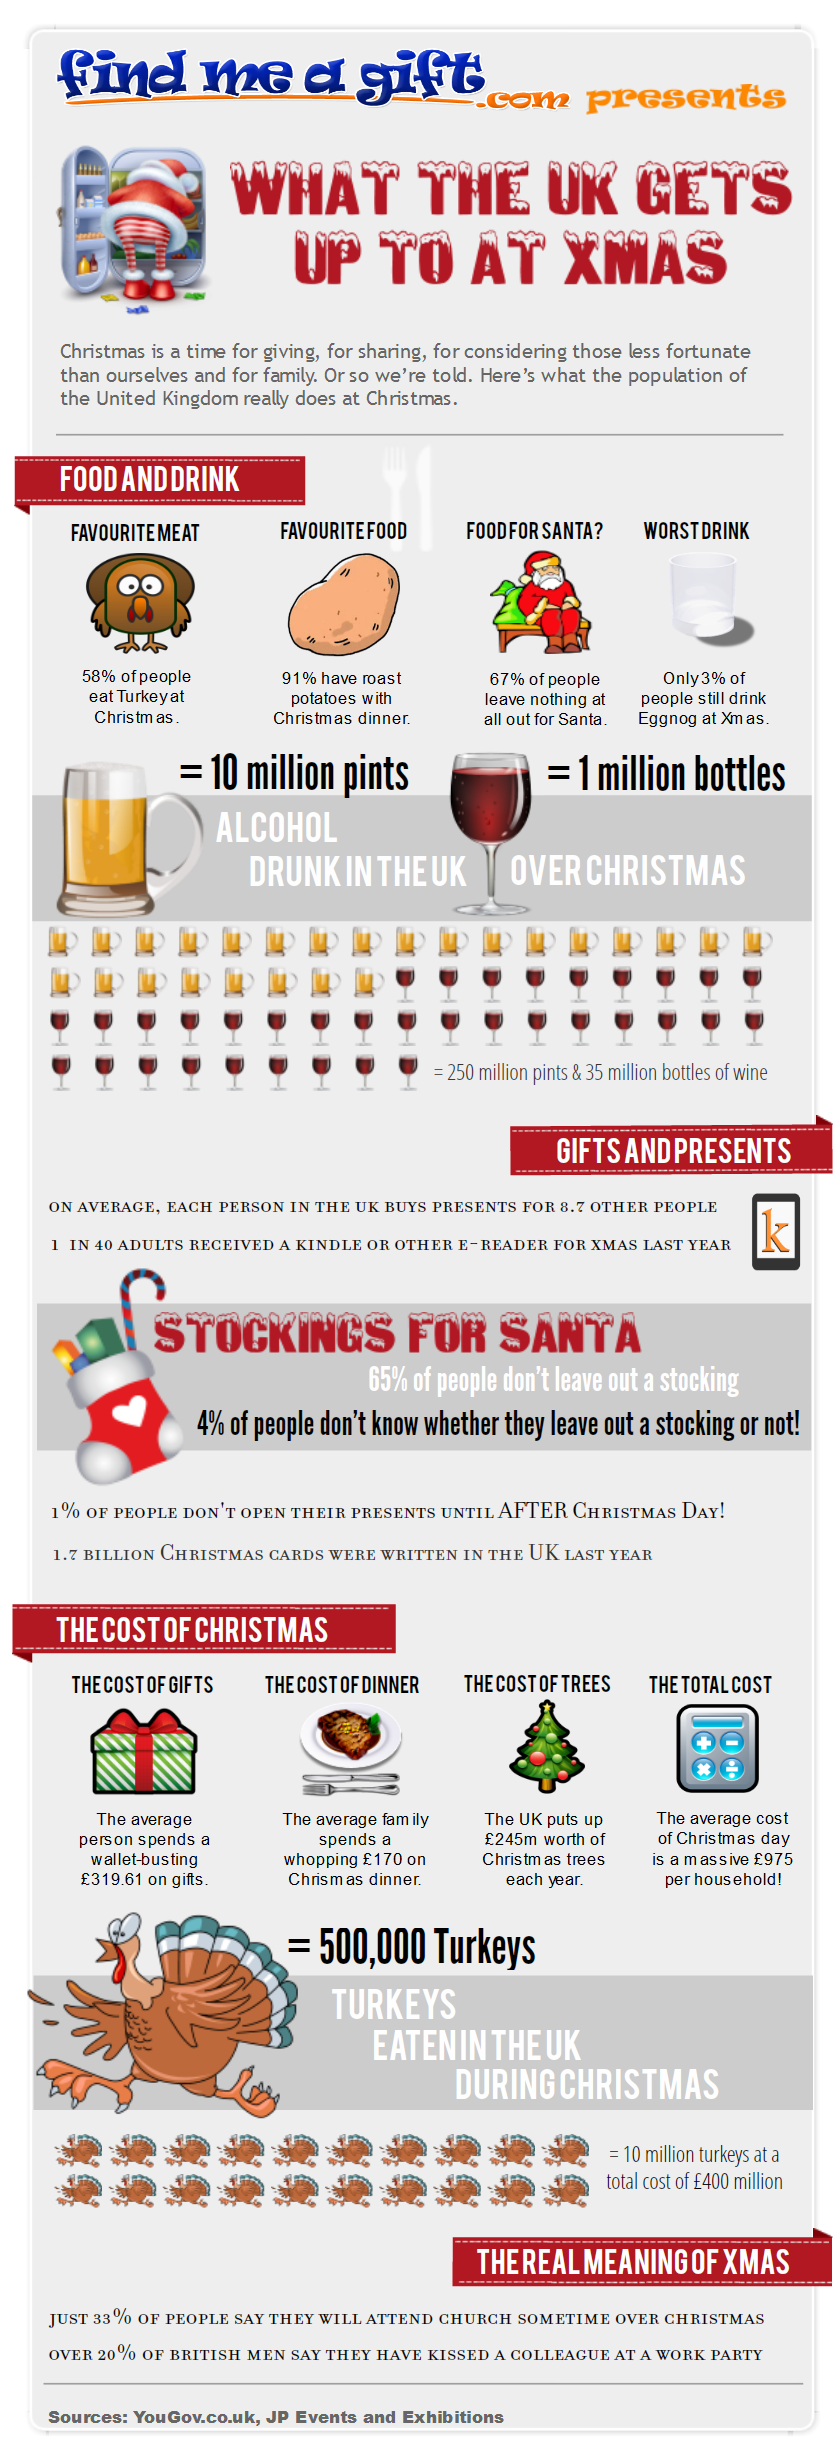 find me a gift.com presents
WHAT THE UK GETS
UP TO AT XMAS
Christmas is a time for giving, for sharing, for considering those less fortunate
than ourselves and for family. Or so we're told. Here's what the population of
the United Kingdom really does at Christmas.
FOOD AND DRINK
FAVOURITE MEAT
58% of people
eat Turkey at
Christmas.
FAVOURITE FOOD
91% have roast
potatoes with
Christmas dinner.
FOOD FOR SANTA?
67% of people
leave nothing at
all out for Santa.
WORST DRINK
Only 3% of
people still drink
Eggnog at Xmas.
= 10 million pints
= 1 million bottles
ALCOHOL
DRUNK IN THE UK OVER CHRISTMAS
= 250 million pints & 35 million bottles of wine
GIFTS AND PRESENTS
ON AVERAGE, EACH PERSON IN THE UK BUYS PRESENTS FOR 8.7 OTHER PEOPLE
1 IN 40 ADULTS RECEIVED A KINDLE OR OTHER E-READER FOR XMAS LAST YEAR
k
STOCKINGS FOR SANTA
65% of people don't leave out a stocking
4% of people don't know whether they leave out a stocking or not!
1% OF PEOPLE DON'T OPEN THEIR PRESENTS UNTIL AFTER CHRISTMAS DAY!
1.7 BILLION CHRISTMAS CARDS WERE WRITTEN IN THE UK LAST YEAR
THE COST OF CHRISTMAS
THE COST OF GIFTS
The average
person spends a
wallet-busting
£319.61 on gifts.
THE COST OF DINNER
The average family
spends a
whopping £170 on
Chrismas dinner.
THE COST OF TREES
The UK puts up
£245m worth of
Christmas trees
each year.
THE TOTAL COST
The average cost
of Christmas day
is a massive £975
per household!
= 500,000 Turkeys
TURKEYS
EATEN IN THE UK
DURING CHRISTMAS
= 10 million turkeys at a
total cost of £400 million
THE REAL MEANING OF XMAS
JUST 33% OF PEOPLE SAY THEY WILL ATTEND CHURCH SOMETIME OVER CHRISTMAS
OVER 20% OF BRITISH MEN SAY THEY HAVE KISSED A COLLEAGUE AT A WORK PARTY
Sources: YouGov.co.uk, JP Events and Exhibitions